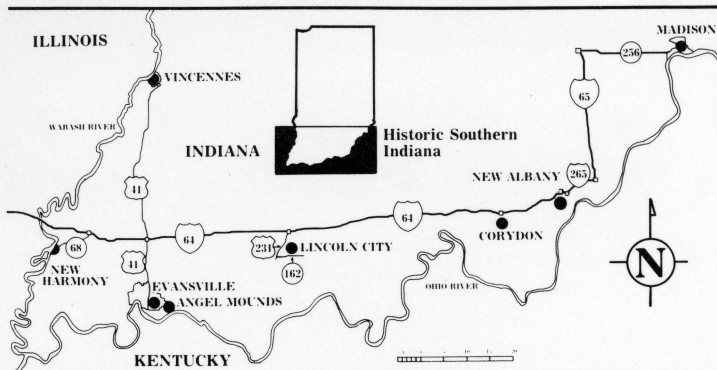 ILLINOIS
MADISON
256
VINCENNES
WABASH RIVER
65
INDIANA
Historic Southern
Indiana
41
NEW ALBANY
265
64
64
231
LINCOLN CITY
CORYDON
68
NEW
HARMONY
41
162
N
EVANSVILLE
ANGEL MOUNDS
OHIO RIVER
KENTUCKY